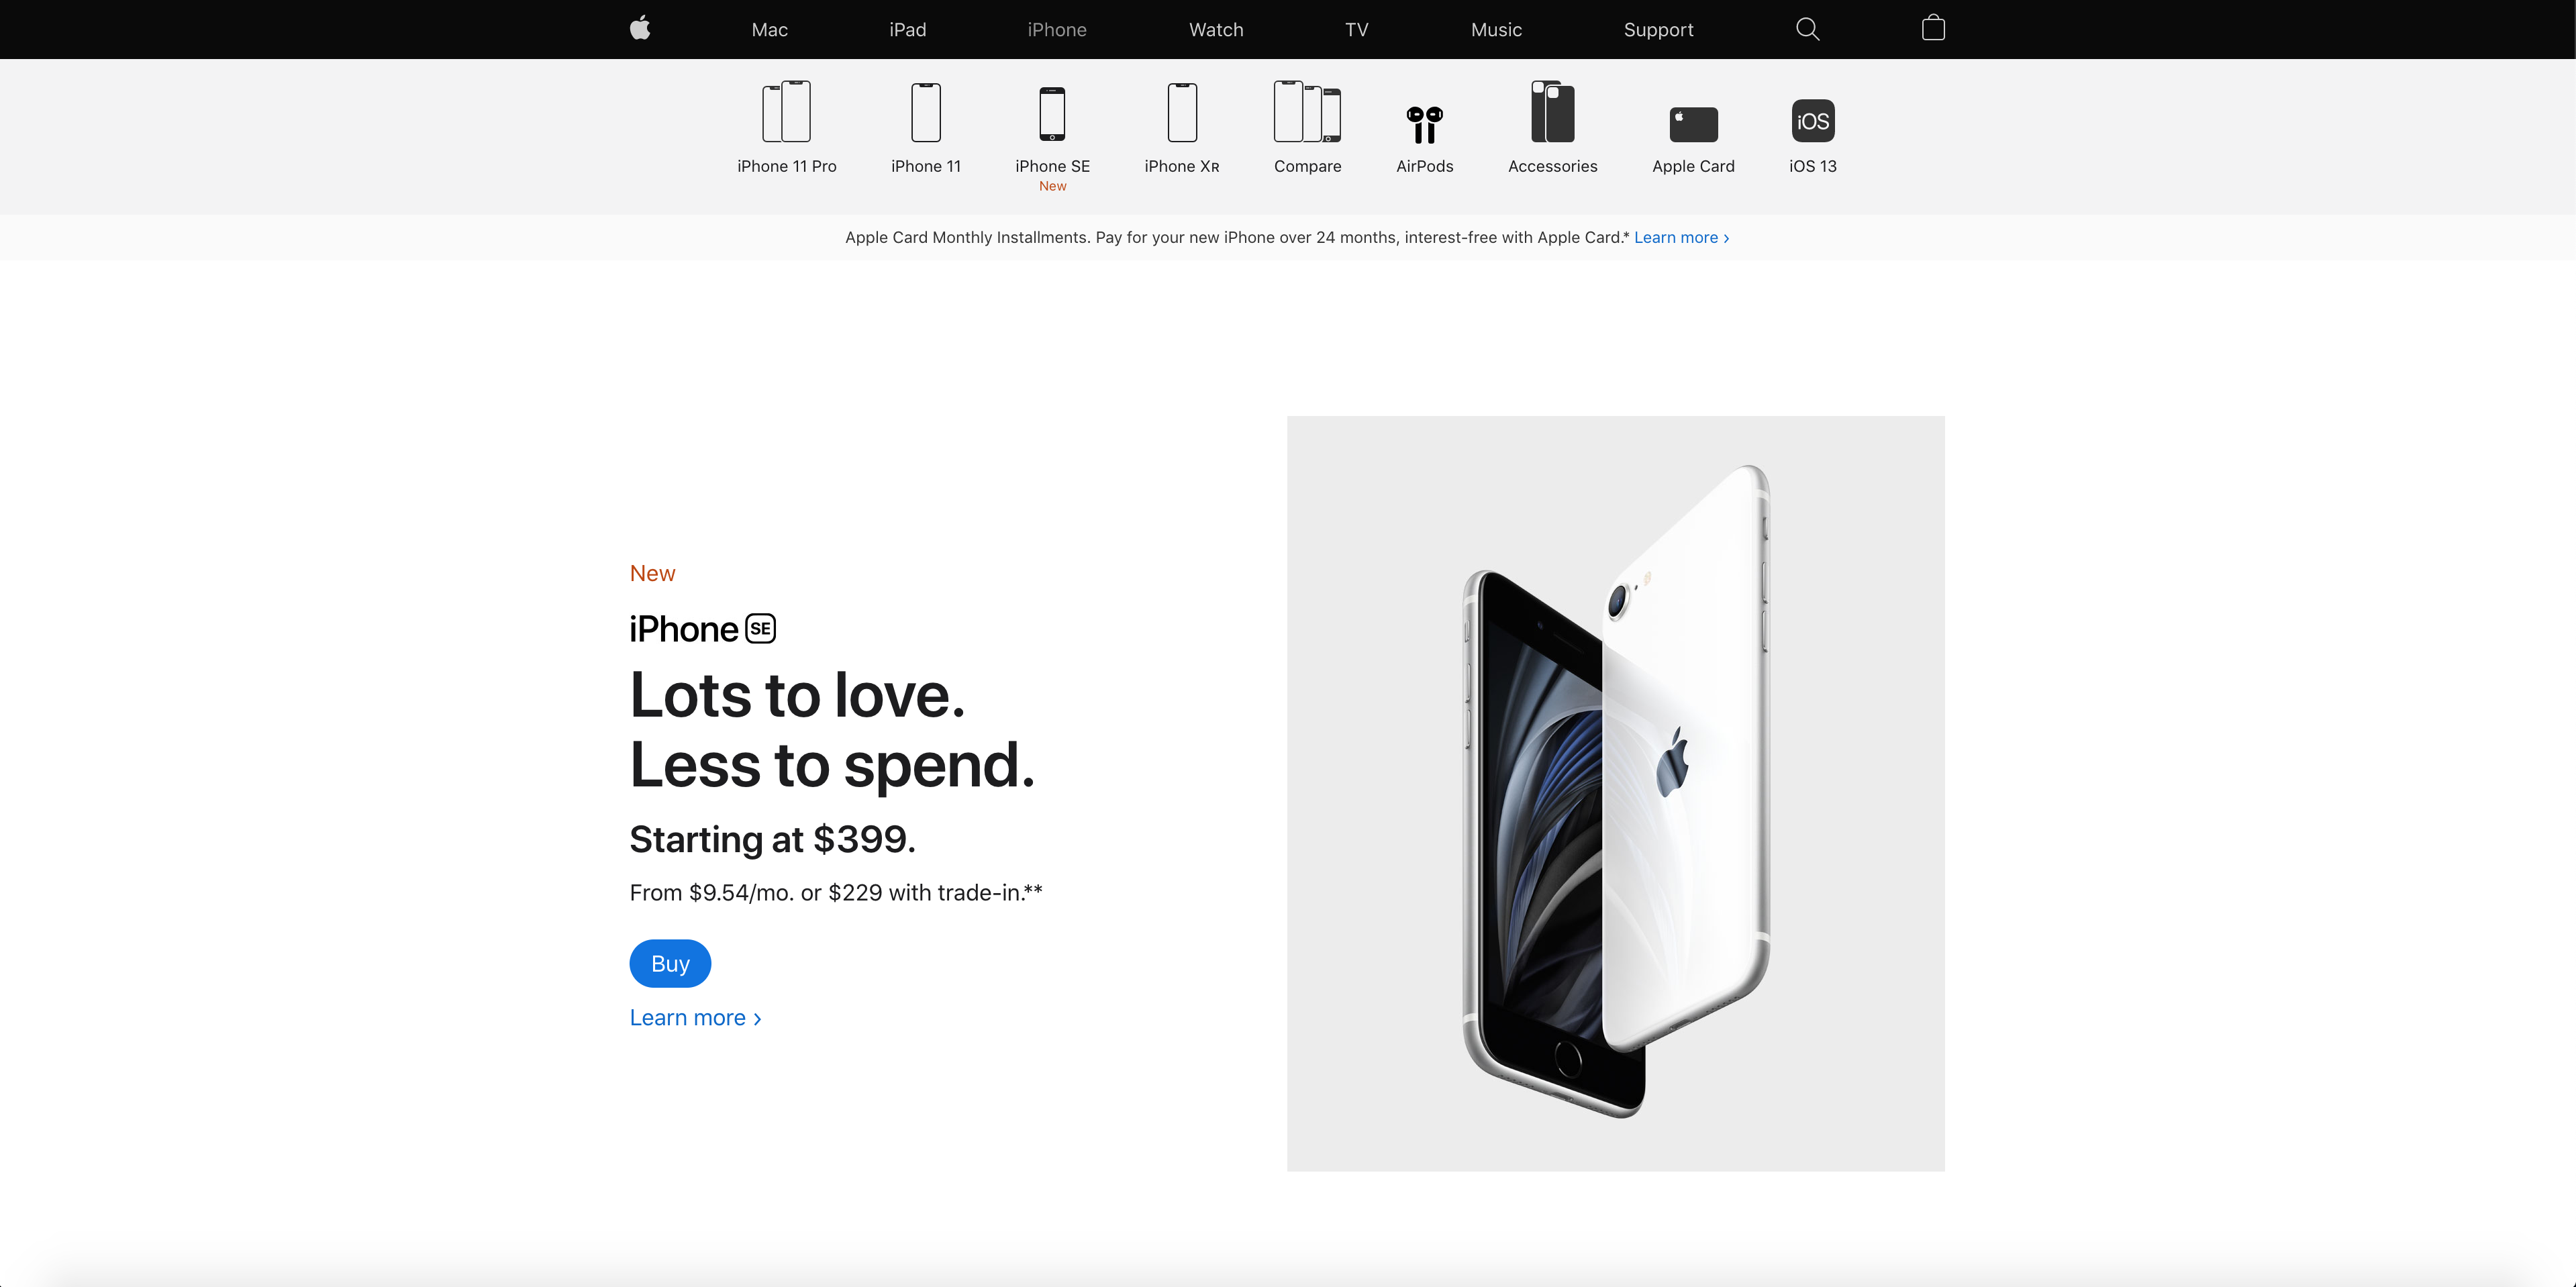 Mac iPad iPhone Watch TV Music Support
iOS
iPhone 11 Pro iPhone 11 iPhone SE iPhone XR Compare AirPods Accessories Apple Card iOS 13
New
Apple Card Monthly Installments. Pay for your new iPhone over 24 months, interest-free with Apple Card.* Learn more ›
New
iPhone SE
Lots to love.
Less to spend.
Starting at $399.
From $9.54/mo. or $229 with trade-in.**
Buy
Learn more ›